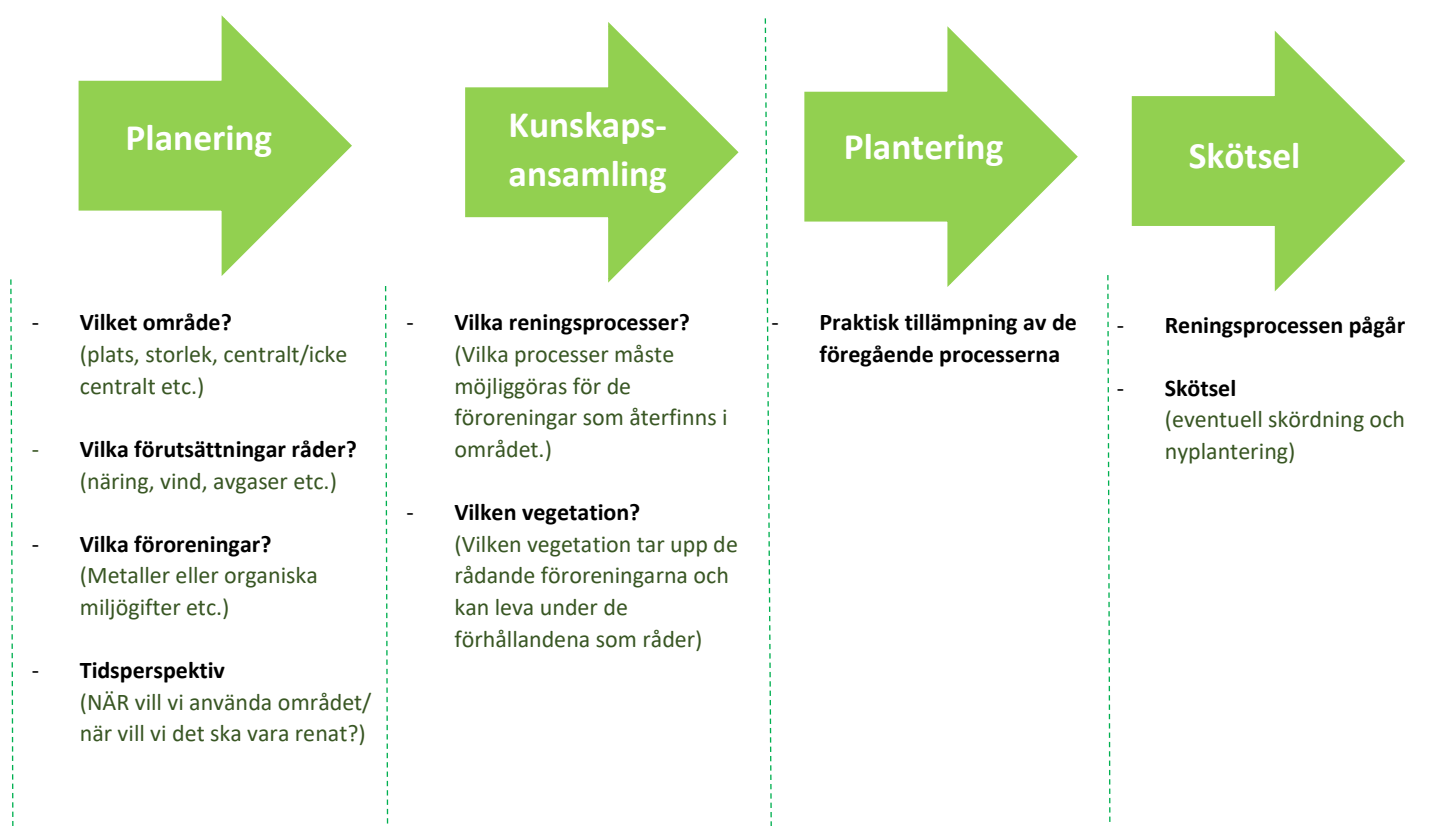 Planering
Kunskaps-
ansamling
Plantering
Skötsel
- Vilket område?
(plats, storlek, centralt/icke
centralt etc.)
- Vilka förutsättningar råder?
(näring, vind, avgaser etc.)
- Vilka föroreningar?
(Metaller eller organiska
miljögifter etc.)
- Tidsperspektiv
(NÄR vill vi använda området/
när vill vi det ska vara renat?)
- Vilka reningsprocesser?
(Vilka processer måste
möjliggöras för de
föroreningar som återfinns i
området.)
- Vilken vegetation?
(Vilken vegetation tar upp de
rådande föroreningarna och
kan leva under de
förhållandena som råder)
- Praktisk tillämpning av de
föregående processerna
- Reningsprocessen pågår
- Skötsel
(eventuell skördning och
nyplantering)